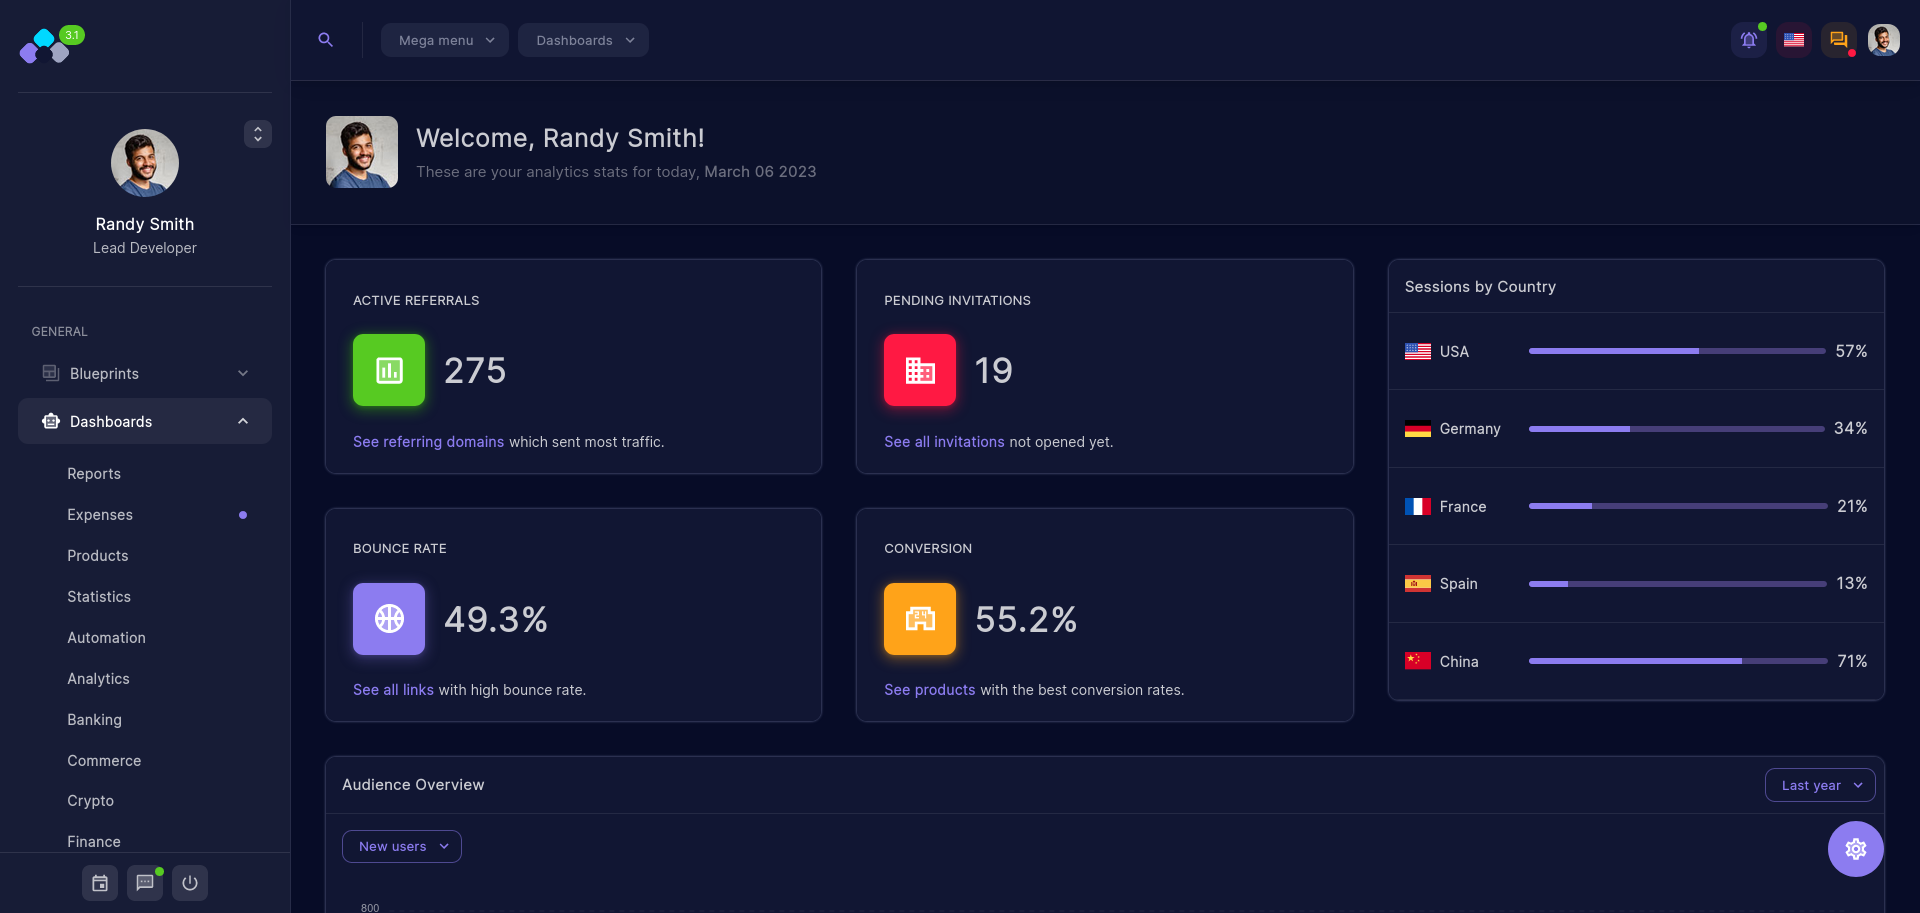 3.1
Randy Smith
Lead Developer
GENERAL
Blueprints
Dashboards
Reports
Expenses
Products
Statistics
Automation
Analytics
Banking
Commerce
Crypto
Finance
Mega menu
Dashboards
Welcome, Randy Smith!
These are your analytics stats for today, March 06 2023
ACTIVE REFERRALS
275
See referring domains which sent most traffic.
PENDING INVITATIONS
19
See all invitations not opened yet.
BOUNCE RATE
49.3%
See all links with high bounce rate.
CONVERSION
24
55.2%
See products with the best conversion rates.
Sessions by Country
USA 57%
Germany 34%
France 21%
Spain 13%
China 71%
Audience Overview
Last year
New users
800